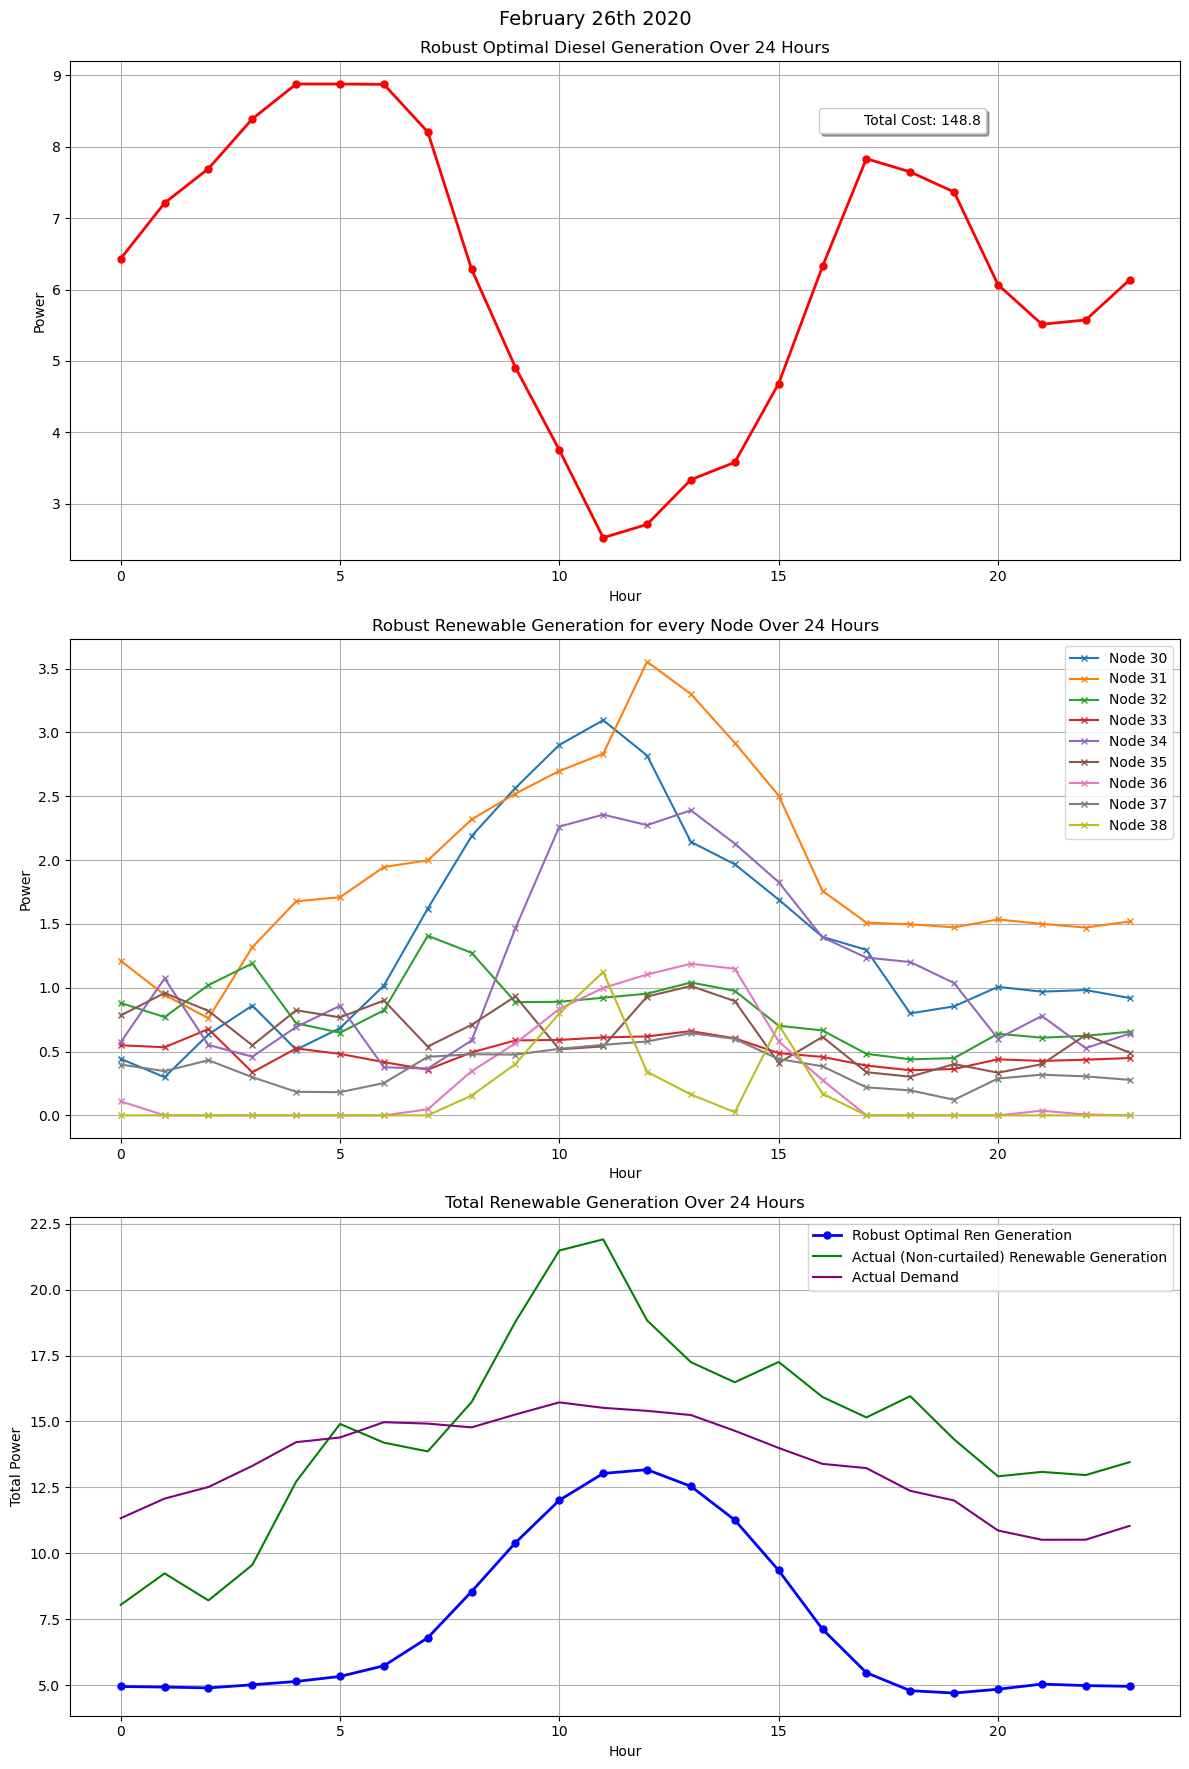 February 26th 2020
Robust Optimal Diesel Generation Over 24 Hours
9
8
7
6
5
4
3
Power
Total Cost: 148.8
0 5 10 15 20
Hour
Robust Renewable Generation for every Node Over 24 Hours
3.5
3.0
2.5
2.0
1.5
1.0
0.5
0.0
Power
Node 30
Node 31
Node 32
Node 33
Node 34
Node 35
Node 36
Node 37
Node 38
0 5 10 15 20
Hour
Total Renewable Generation Over 24 Hours
22.5
20.0
17.5
15.0
12.5
10.0
7.5
5.0
Total Power
Robust Optimal Ren Generation
Actual (Non-curtailed) Renewable Generation
Actual Demand
0 5 10 15 20
Hour